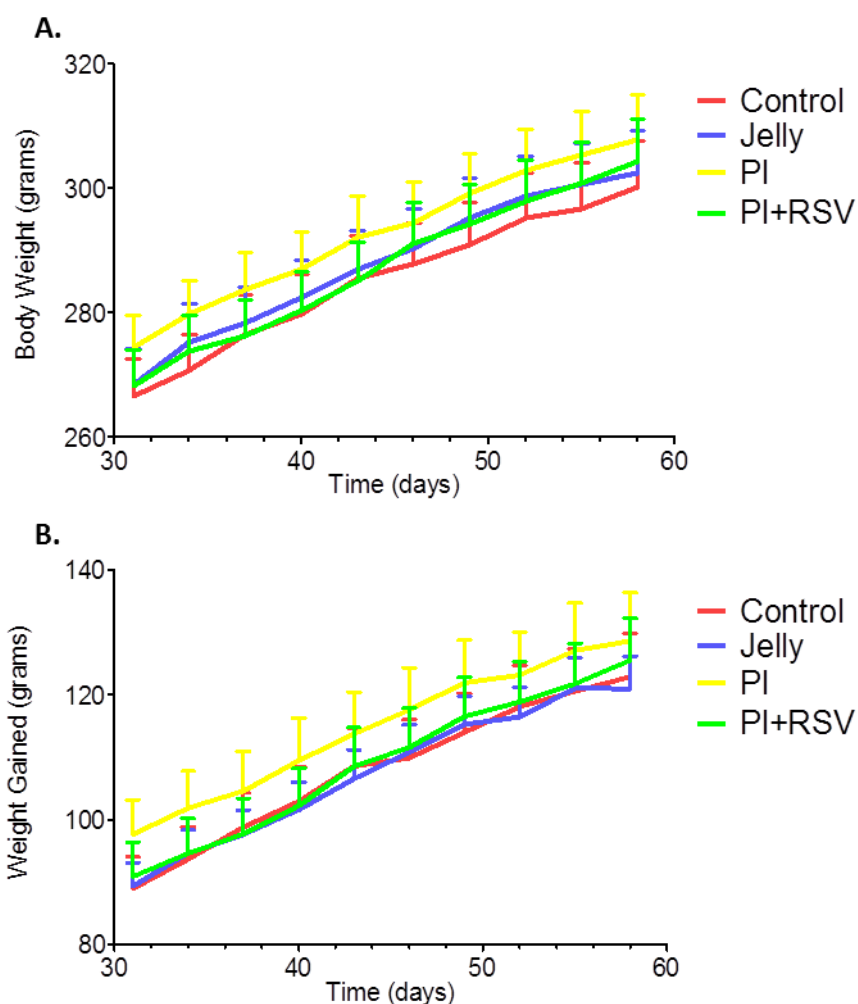 A.
320
300
280
260
Body Weight (grams)
30 40 50 60
Time (days)
Control
Jelly
PI
PI+RSV
B.
140
120
100
80
Weight Gained (grams)
30 40 50 60
Time (days)
Control
Jelly
PI
PI+RSV